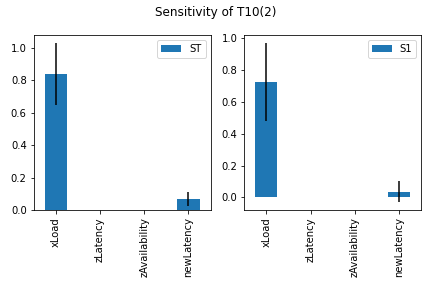 Sensitivity of T10(2)
ST
1.0
0.8
0.6
0.4
0.2
0.0
xLoad
zLatency
zAvailability
newLatency
S1
1.0
0.8
0.6
0.4
0.2
0.0
xLoad
zLatency
zAvailability
newLatency